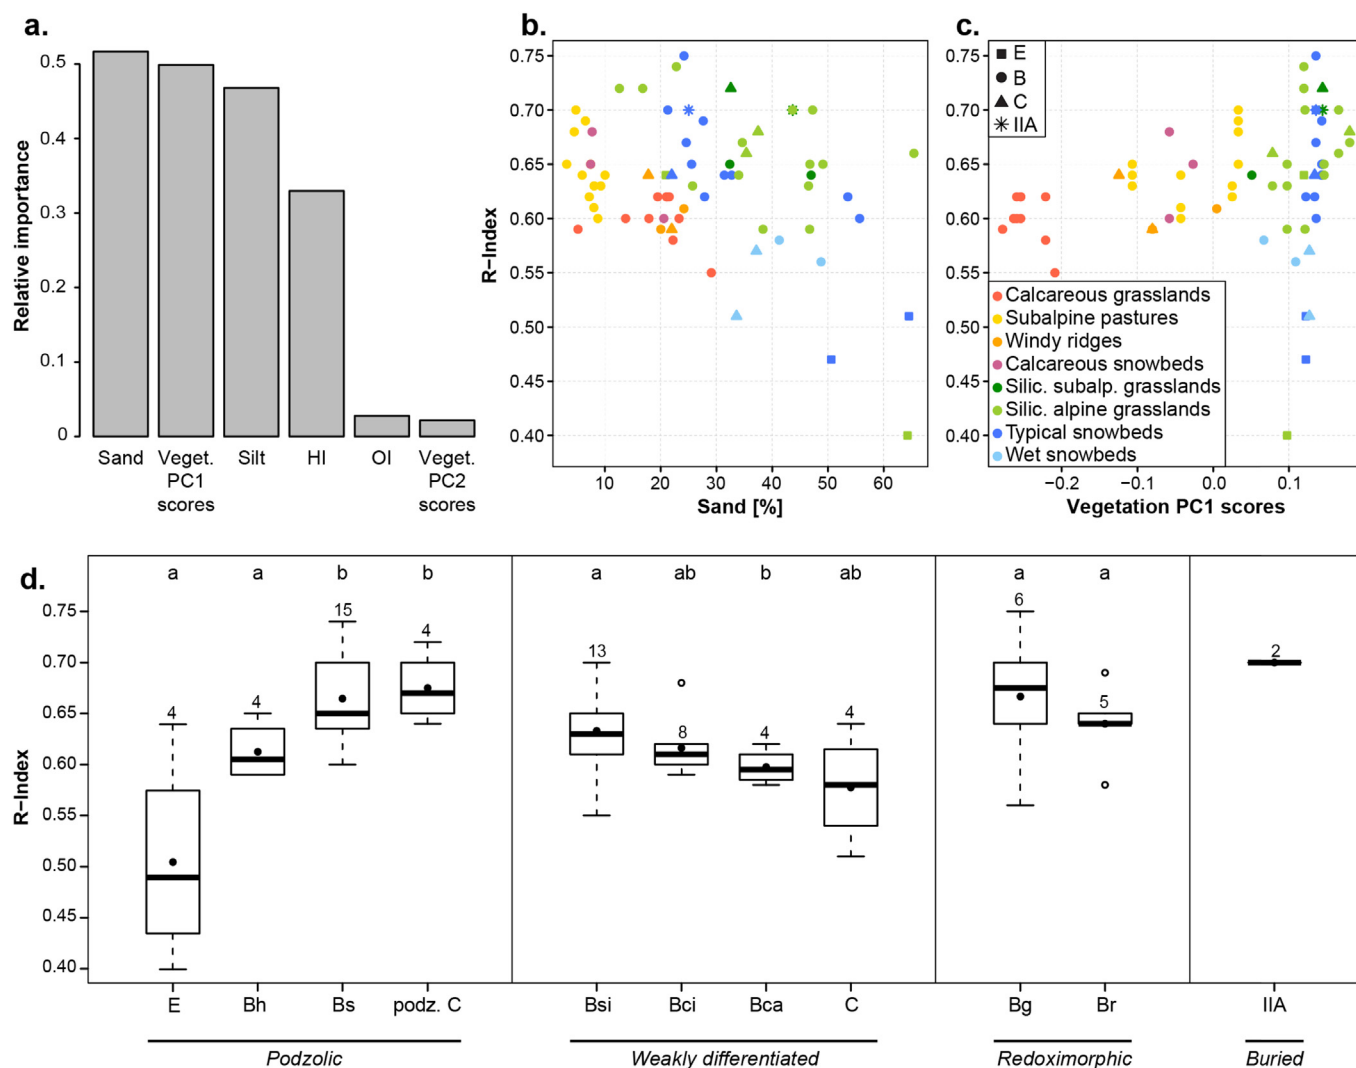 a.
0.5
0.4
0.3
0.2
0.1
0
Relative importance
Sand
Veget.
PC1
scores
Silt
HI
OI
Veget.
PC2
scores
b.
0.75
0.70
0.65
0.60
0.55
0.50
0.45
0.40
R−Index
10
20
30
40
50
60
Sand [%]
c.
E
B
C
IIA
Calcareous grasslands
Subalpine pastures
Windy ridges
Calcareous snowbeds
Silic. subalp. grasslands
Silic. alpine grasslands
Typical snowbeds
Wet snowbeds
−0.2
−0.1
0.0
0.1
Vegetation PC1 scores
d.
a a b b a ab b ab a a
0.75
0.70
0.65
0.60
0.55
0.50
0.45
0.40
R−Index
4 4 15 4 13 8 4 4 6 5 2
E Bh Bs podz. C Bsi Bci Bca C Bg Br IIA
Podzolic Weakly differentiated Redoximorphic Buried